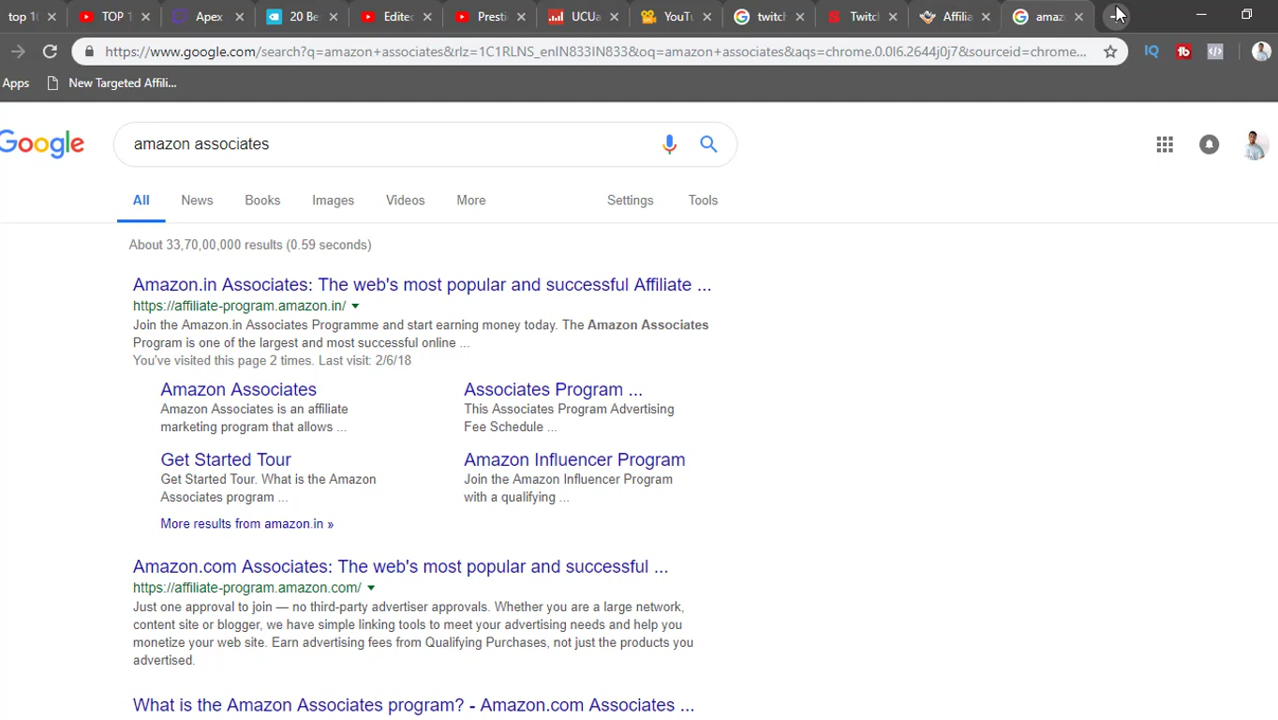 top 1
TOP 1
Apex
20 Be
Editec
Presti
UCUa
YouTu
twitch
Twitc
Affilia
amaz
https://www.google.com/search?q=amazon+associates&rlz=1C1RLNS_enIN833IN833&oq=amazon+associates&aqs=chrome.0.0l6.2644j0j7&sourceid=chrome...
IQ
tb
Apps
New Targeted Affili...
Google
amazon associates
All
News
Books
Images
Videos
More
Settings
Tools
About 33,70,00,000 results (0.59 seconds)
Amazon.in Associates: The web's most popular and successful Affiliate ...
https://affiliate-program.amazon.in/
Join the Amazon.in Associates Programme and start earning money today. The Amazon Associates
Program is one of the largest and most successful online ...
You've visited this page 2 times. Last visit: 2/6/18
Amazon Associates
Amazon Associates is an affiliate
marketing program that allows ...
Associates Program ...
This Associates Program Advertising
Fee Schedule ...
Get Started Tour
Get Started Tour. What is the Amazon
Associates program ...
Amazon Influencer Program
Join the Amazon Influencer Program
with a qualifying ...
More results from amazon.in »
Amazon.com Associates: The web's most popular and successful ...
https://affiliate-program.amazon.com/
Just one approval to join — no third-party advertiser approvals. Whether you are a large network,
content site or blogger, we have simple linking tools to meet your advertising needs and help you
monetize your web site. Earn advertising fees from Qualifying Purchases, not just the products you
advertised.
What is the Amazon Associates program? - Amazon.com Associates ...